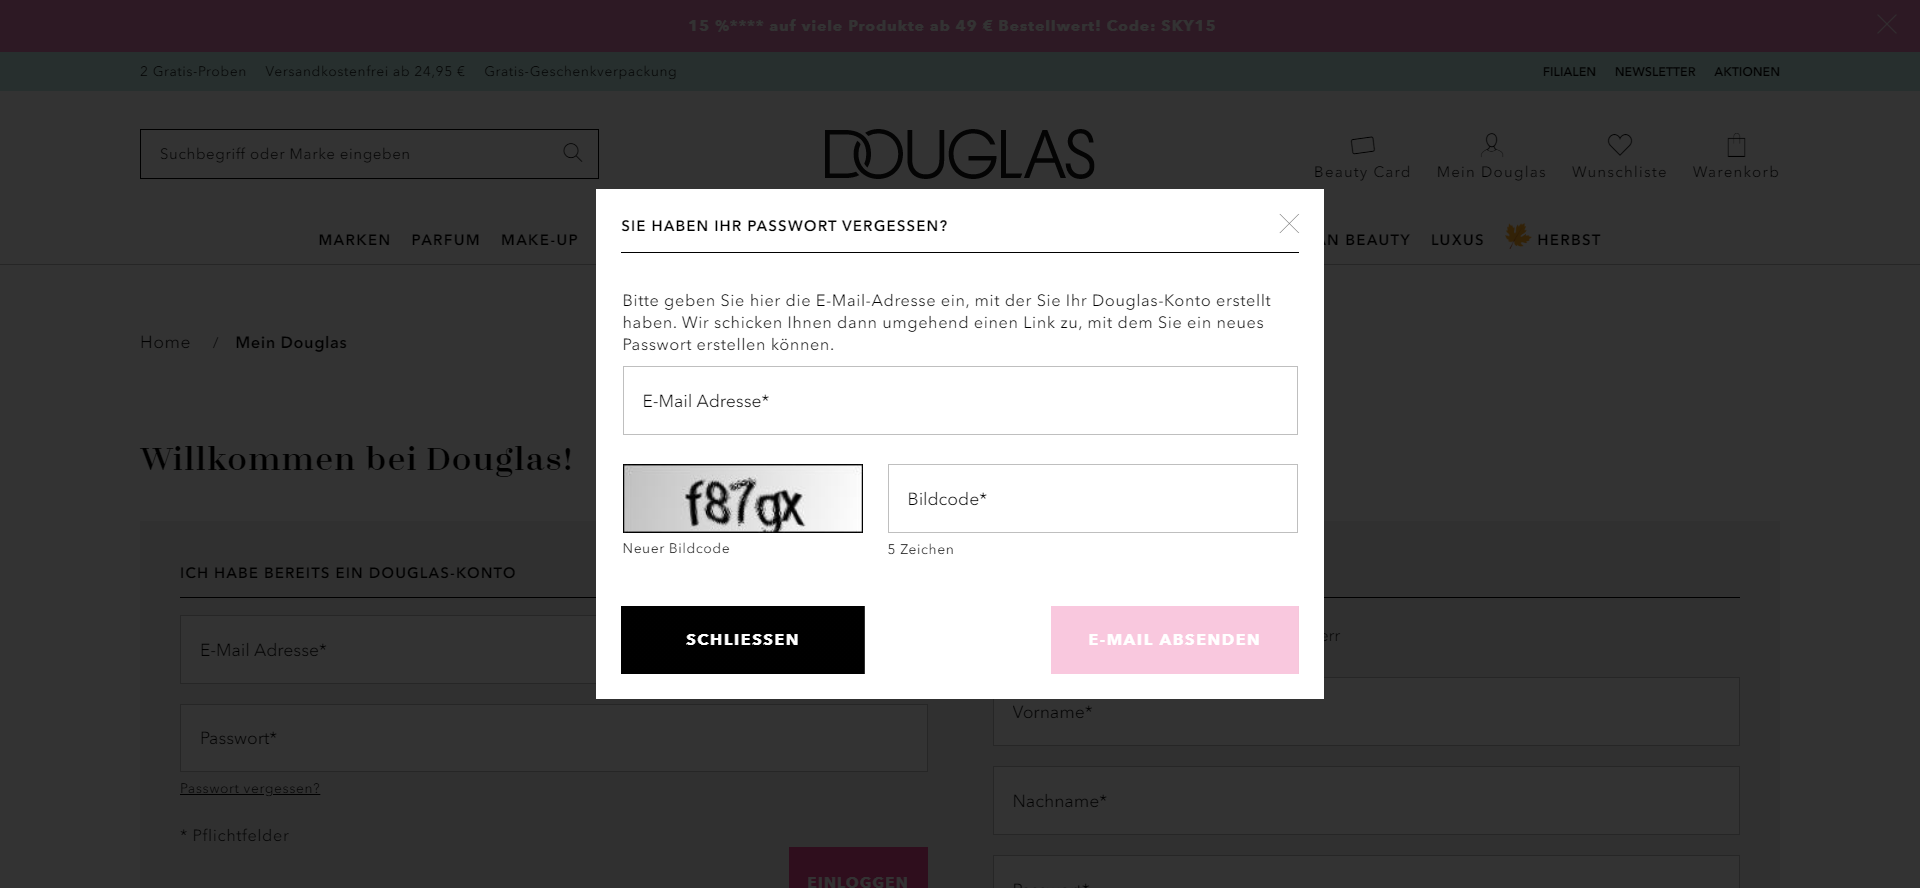 15 %**** auf viele Produkte ab 49 € Bestellwert! Code: SKY15
2 Gratis-Proben Versandkostenfrei ab 24,95 € Gratis-Geschenkverpackung
FILIALEN NEWSLETTER AKTIONEN
Suchbegriff oder Marke eingeben
DOUGLAS
Beauty Card Mein Douglas Wunschliste Warenkorb
MARKEN PARFUM MAKE-UP
BEAUTY LUXUS HERBST
SIE HABEN IHR PASSWORT VERGESSEN?
Bitte geben Sie hier die E-Mail-Adresse ein, mit der Sie Ihr Douglas-Konto erstellt
haben. Wir schicken Ihnen dann umgehend einen Link zu, mit dem Sie ein neues
Passwort erstellen können.
E-Mail Adresse*
f87gx
Bildcode*
Neuer Bildcode
5 Zeichen
SCHLIESSEN
E-MAIL ABSENDEN
Home / Mein Douglas
Willkommen bei Douglas!
ICH HABE BEREITS EIN DOUGLAS-KONTO
E-Mail Adresse*
Passwort*
Passwort vergessen?
* Pflichtfelder
EINLOGGEN
Vorname*
Nachname*